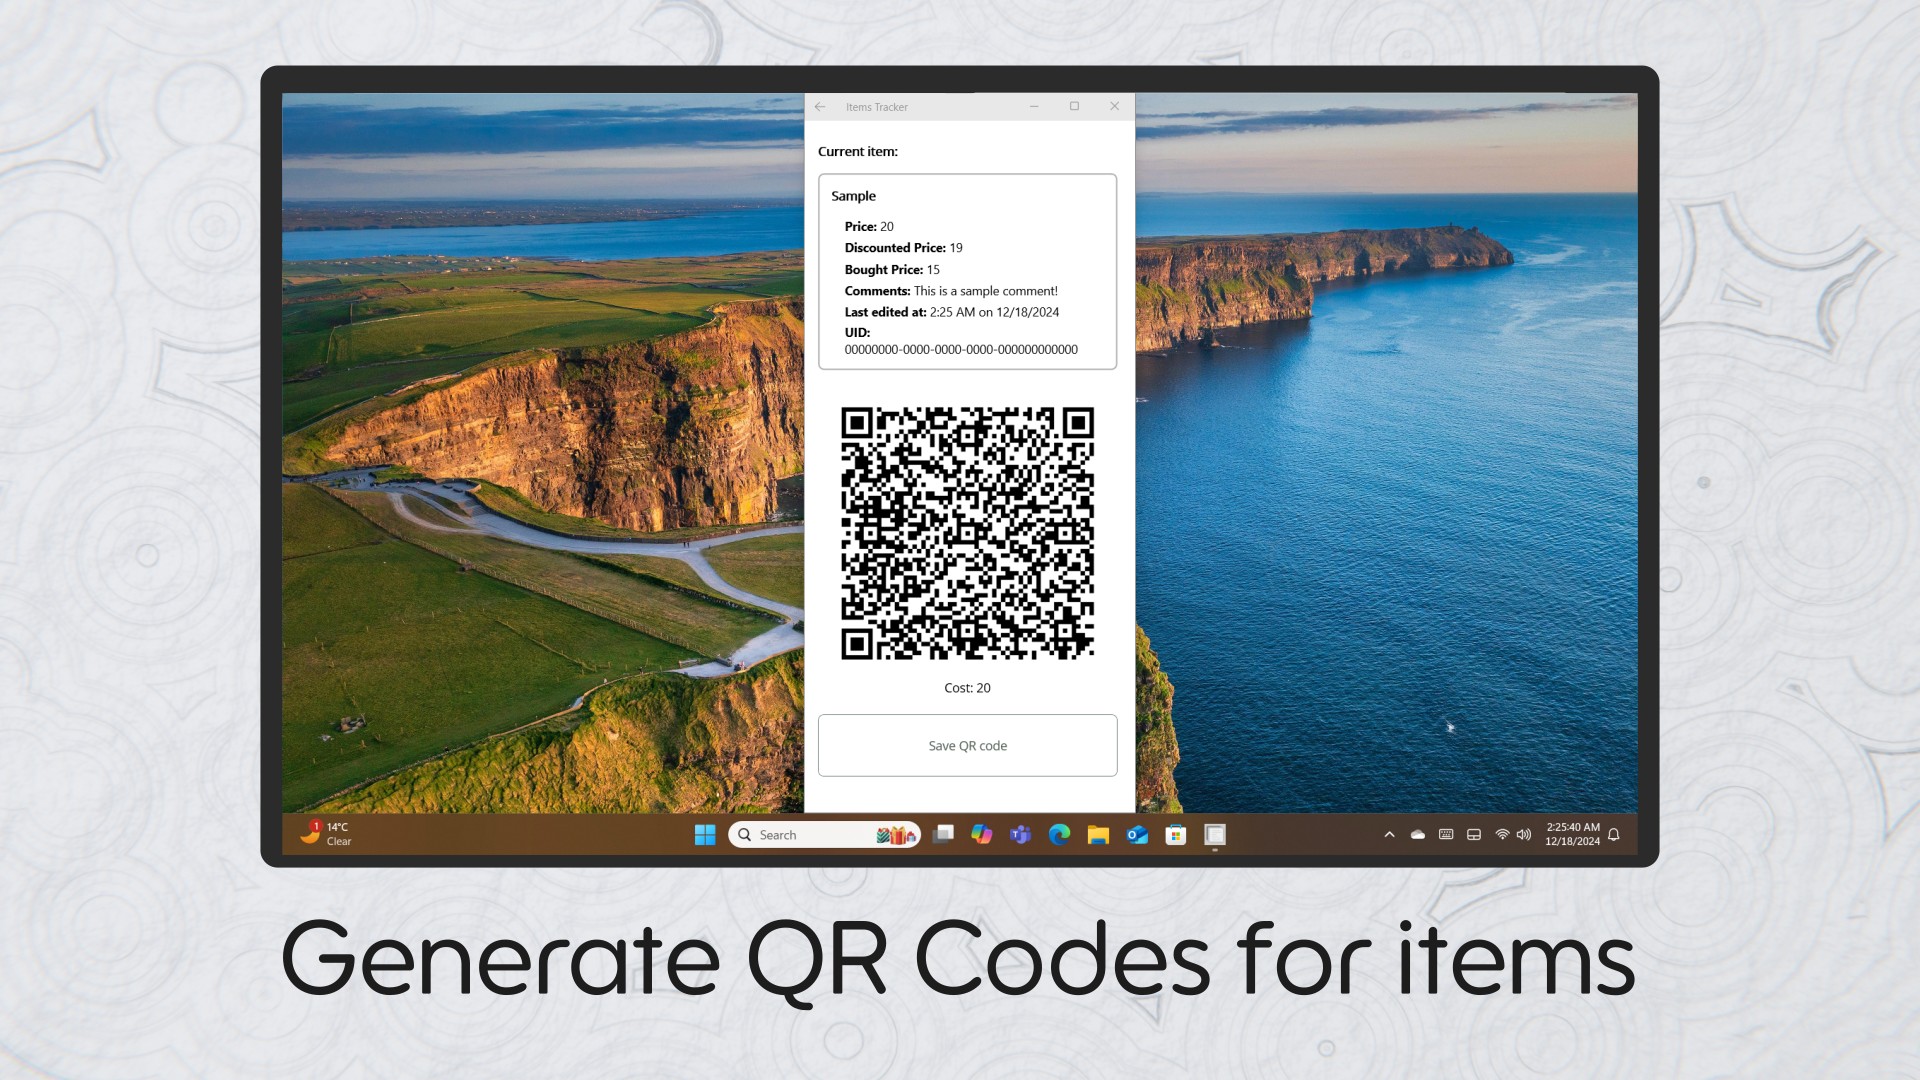 Items Tracker
Current item:
Sample
Price: 20
Discounted Price: 19
Bought Price: 15
Comments: This is a sample comment!
Last edited at: 2:25 AM on 12/18/2024
UID:
00000000-0000-0000-0000-000000000000
Cost: 20
Save QR code
1
14°C
Clear
Search
2:25:40 AM
12/18/2024
Generate QR Codes for items